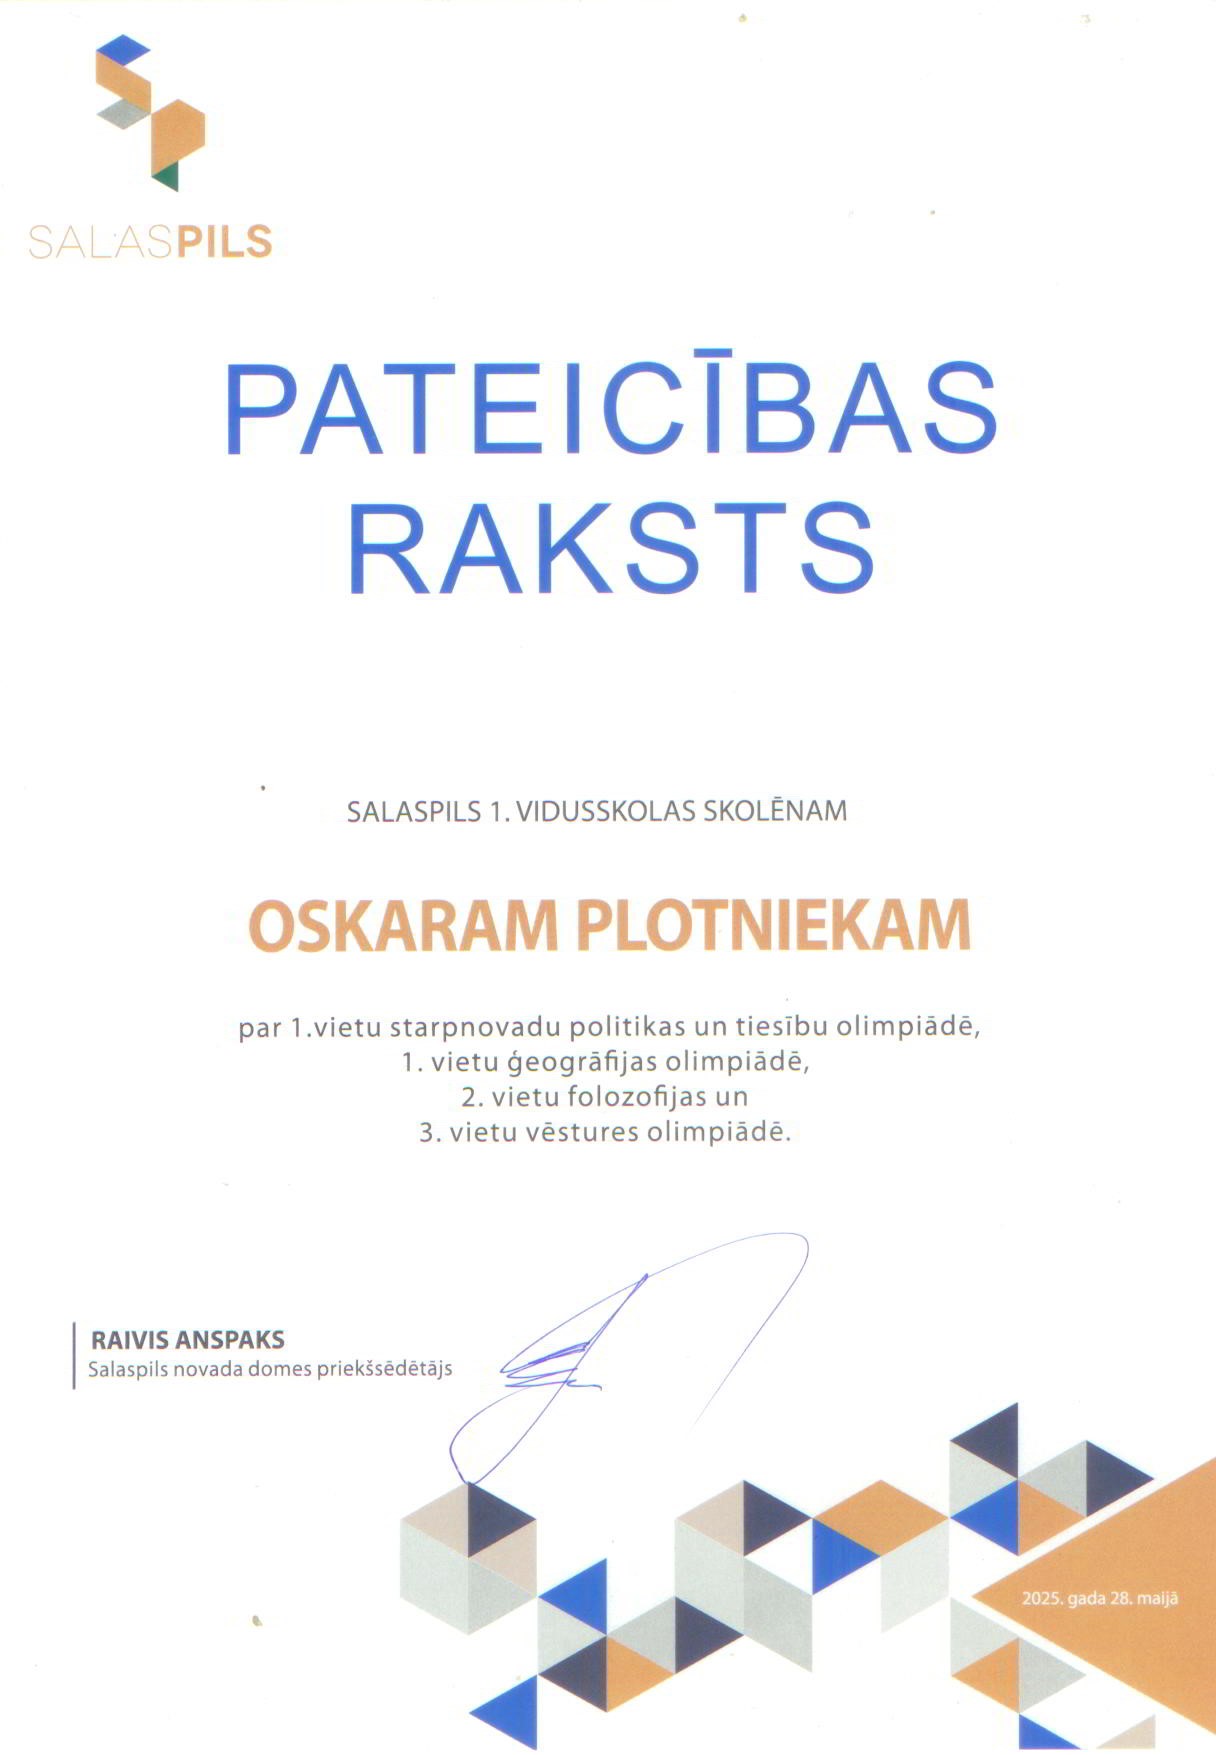 SALASPILS
PATEICĪBAS
RAKSTS
SALASPILS 1. VIDUSSKOLAS SKOLĒNAM
OSKARAM PLOTNIEKAM
par 1.vietu starpnovadu politikas un tiesību olimpiādē,
1. vietu ģeogrāfijas olimpiādē,
2. vietu folozofijas un
3. vietu vēstures olimpiādē.
RAIVIS ANSPAKS
Salaspils novada domes priekšsēdētājs
2025. gada 28. maijā